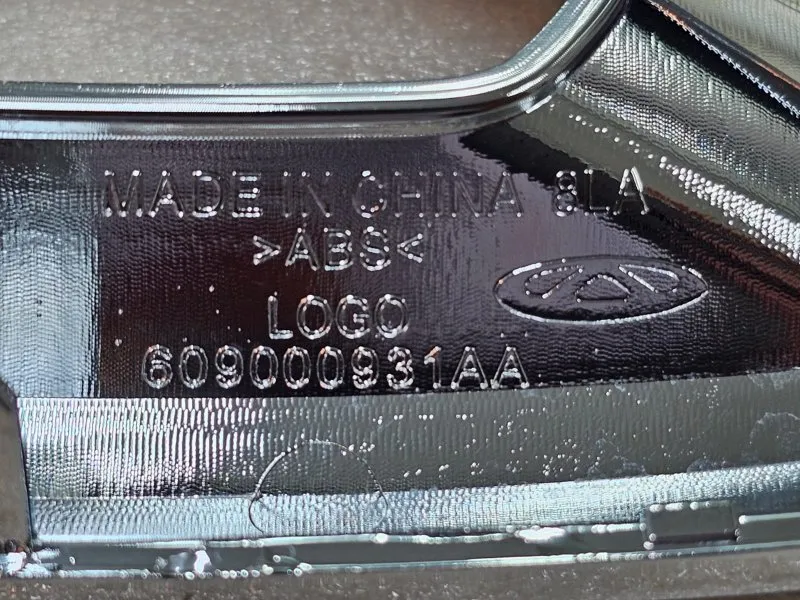 MADE IN CHINA 8LA
>ABS<
LOGO
609000931AA